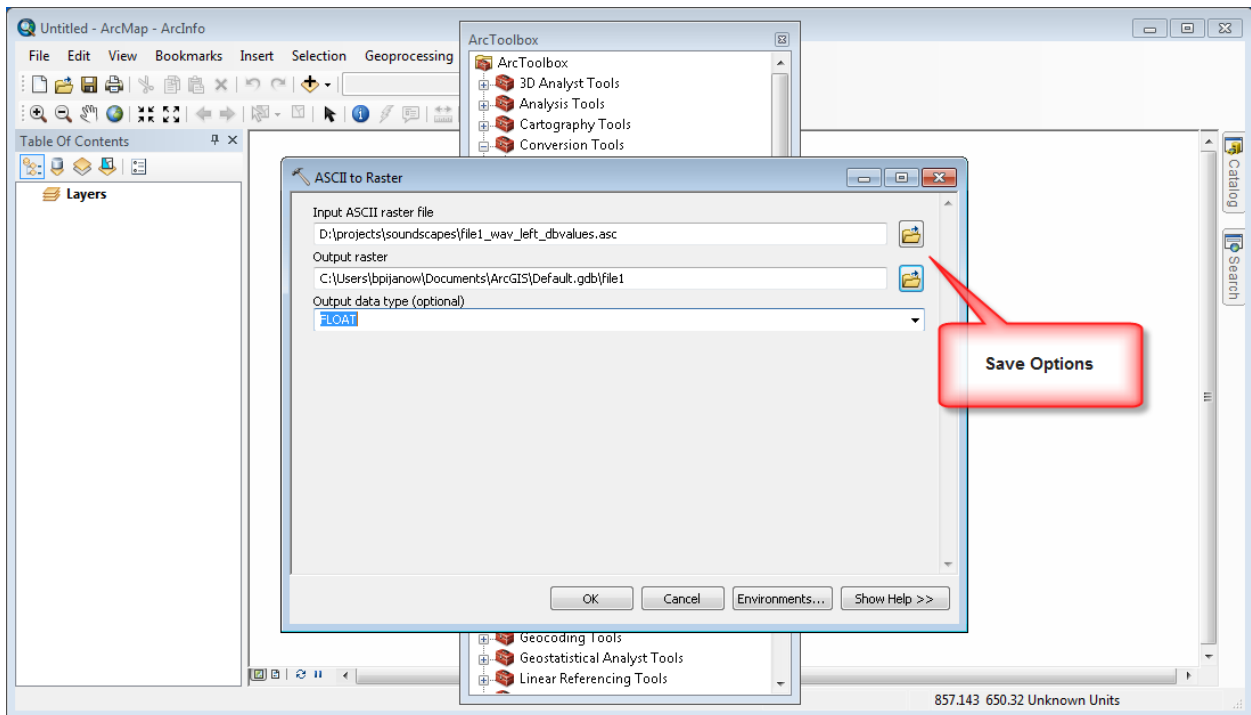 Untitled - ArcMap - ArcInfo
File Edit View Bookmarks Insert Selection Geoprocessing
Table Of Contents
Layers
ArcToolbox
ArcToolbox
3D Analyst Tools
Analysis Tools
Cartography Tools
Conversion Tools
ASCII to Raster
Input ASCII raster file
D:\projects\soundscapes\file1_wav_left_dbvalues.asc
Output raster
C:\Users\bpijanow\Documents\ArcGIS\Default.gdb\file1
Output data type (optional)
FLOAT
OK Cancel Environments... Show Help >>
Save Options
Catalog
Search
Geocoding Tools
Geostatistical Analyst Tools
Linear Referencing Tools
857.143 650.32 Unknown Units